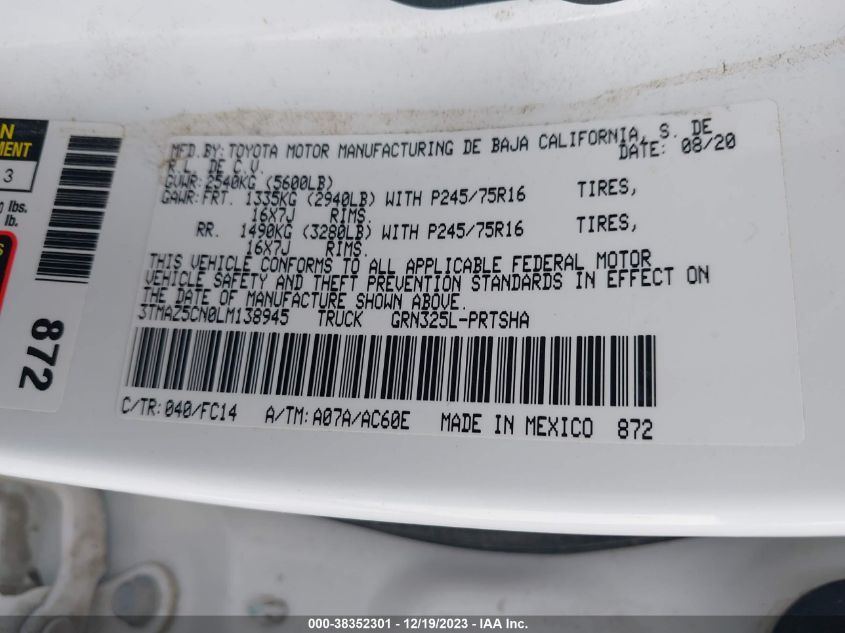 MFD.BY: TOYOTA MOTOR MANUFACTURING DE BAJA CALIFORNIA, S. DE
R.L. DE C.V. DATE: 08/20
GVWR: 2540KG (5600LB)
GAWR: FRT. 1335KG (2940LB) WITH P245/75R16 TIRES,
16X7J RIMS.
RR. 1490KG (3280LB) WITH P245/75R16 TIRES,
16X7J RIMS.
THIS VEHICLE CONFORMS TO ALL APPLICABLE FEDERAL MOTOR
VEHICLE SAFETY AND THEFT PREVENTION STANDARDS IN EFFECT ON
THE DATE OF MANUFACTURE SHOWN ABOVE.
3TMAZ5CN0LM138945 TRUCK GRN325L-PRTSHA
C/TR: 040/FC14 A/TM: A07A/AC60E MADE IN MEXICO 872
872
3
lbs.
lb.
000-38352301 - 12/19/2023 - IAA Inc.